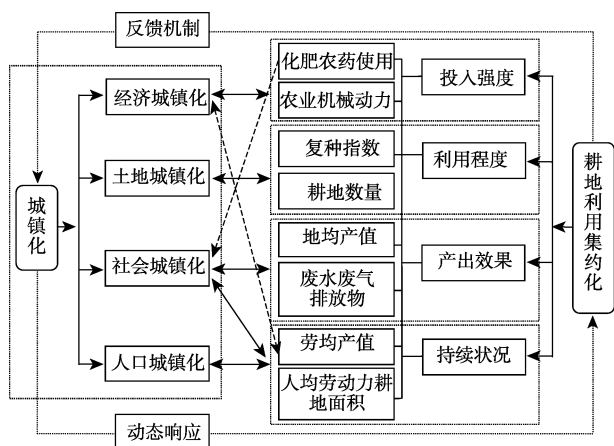 反馈机制
化肥农药使用
投入强度
经济城镇化
农业机械动力
复种指数
利用程度
土地城镇化
耕地数量
城镇化
耕地利用集约化
地均产值
社会城镇化
产出效果
废水废气
排放物
劳均产值
持续状况
人口城镇化
人均劳动力耕
地面积
动态响应